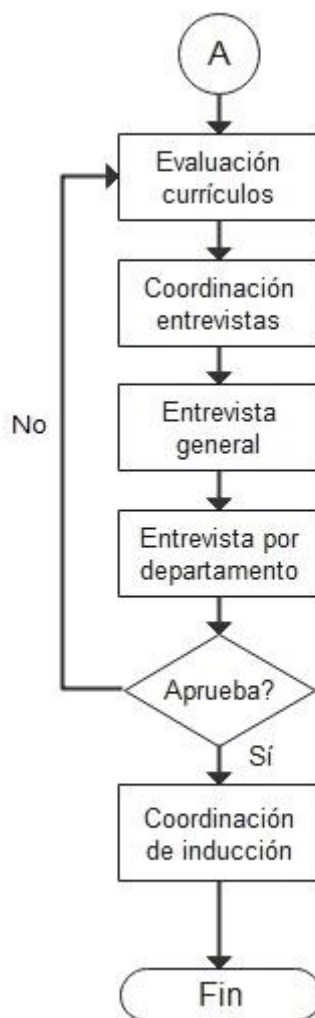 A
Evaluación
currículos
Coordinación
entrevistas
Entrevista
general
No
Entrevista por
departamento
Aprueba?
Sí
Coordinación
de inducción
Fin